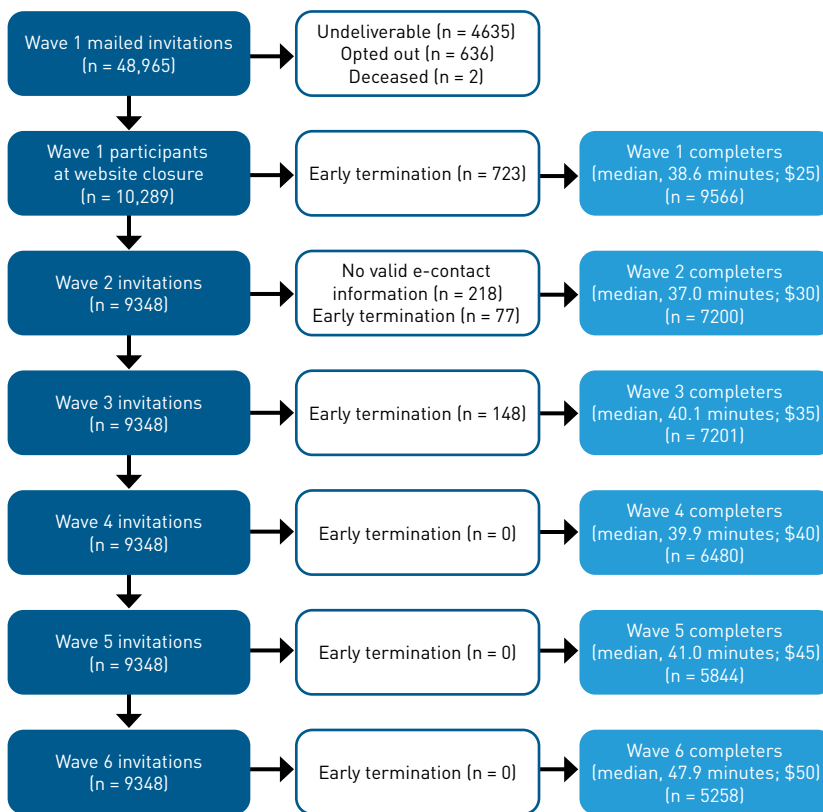 Wave 1 mailed invitations
(n = 48,965)
Undeliverable (n = 4635)
Opted out (n = 636)
Deceased (n = 2)
Wave 1 participants
at website closure
(n = 10,289)
Early termination (n = 723)
Wave 1 completers
(median, 38.6 minutes; $25)
(n = 9566)
Wave 2 invitations
(n = 9348)
No valid e-contact
information (n = 218)
Early termination (n = 77)
Wave 2 completers
(median, 37.0 minutes; $30)
(n = 7200)
Wave 3 invitations
(n = 9348)
Early termination (n = 148)
Wave 3 completers
(median, 40.1 minutes; $35)
(n = 7201)
Wave 4 invitations
(n = 9348)
Early termination (n = 0)
Wave 4 completers
(median, 39.9 minutes; $40)
(n = 6480)
Wave 5 invitations
(n = 9348)
Early termination (n = 0)
Wave 5 completers
(median, 41.0 minutes; $45)
(n = 5844)
Wave 6 invitations
(n = 9348)
Early termination (n = 0)
Wave 6 completers
(median, 47.9 minutes; $50)
(n = 5258)